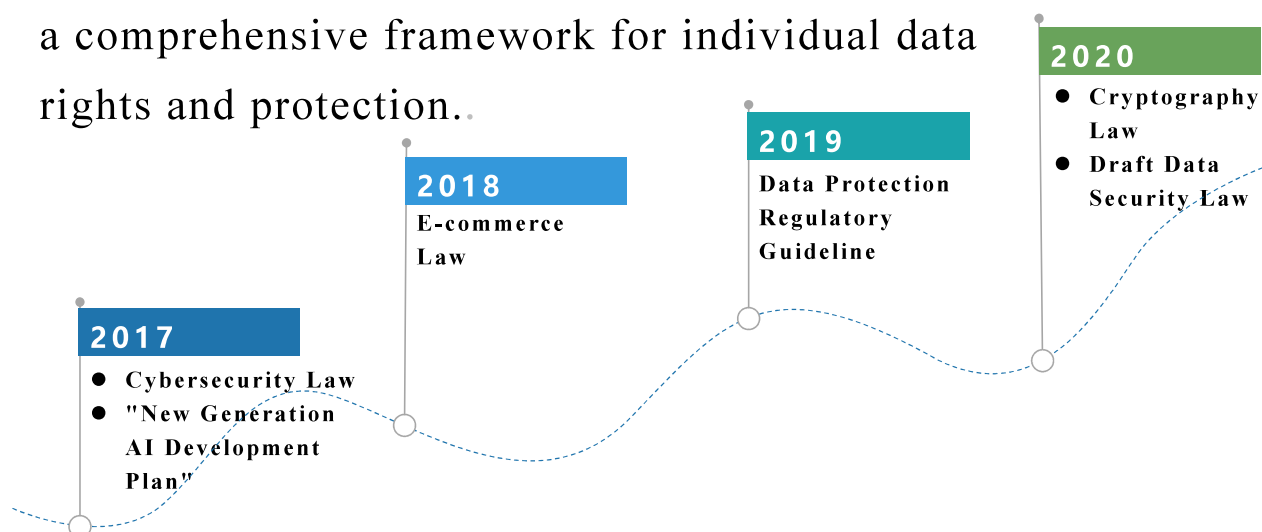 a comprehensive framework for individual data
rights and protection..
2017
● Cybersecurity Law
● "New Generation
AI Development
Plan"
2018
E-commerce
Law
2019
Data Protection
Regulatory
Guideline
2020
● Cryptography
Law
● Draft Data
Security Law